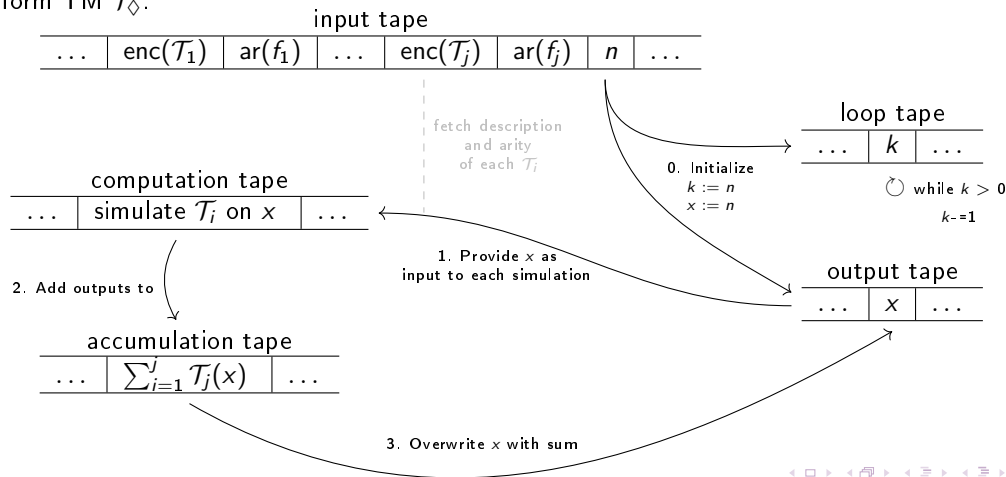 form TM 𝒯◊.
input tape
... enc(𝒯₁) ar(f₁) ... enc(𝒯ⱼ) ar(fⱼ) n ...
fetch description
and arity
of each 𝒯ᵢ
loop tape
... k ...
0. Initialize
k := n
x := n
↻ while k > 0
k-=1
computation tape
... simulate 𝒯ᵢ on x ...
1. Provide x as
input to each simulation
output tape
... x ...
2. Add outputs to
accumulation tape
... ∑ʲᵢ₌₁ 𝒯ⱼ(x) ...
3. Overwrite x with sum